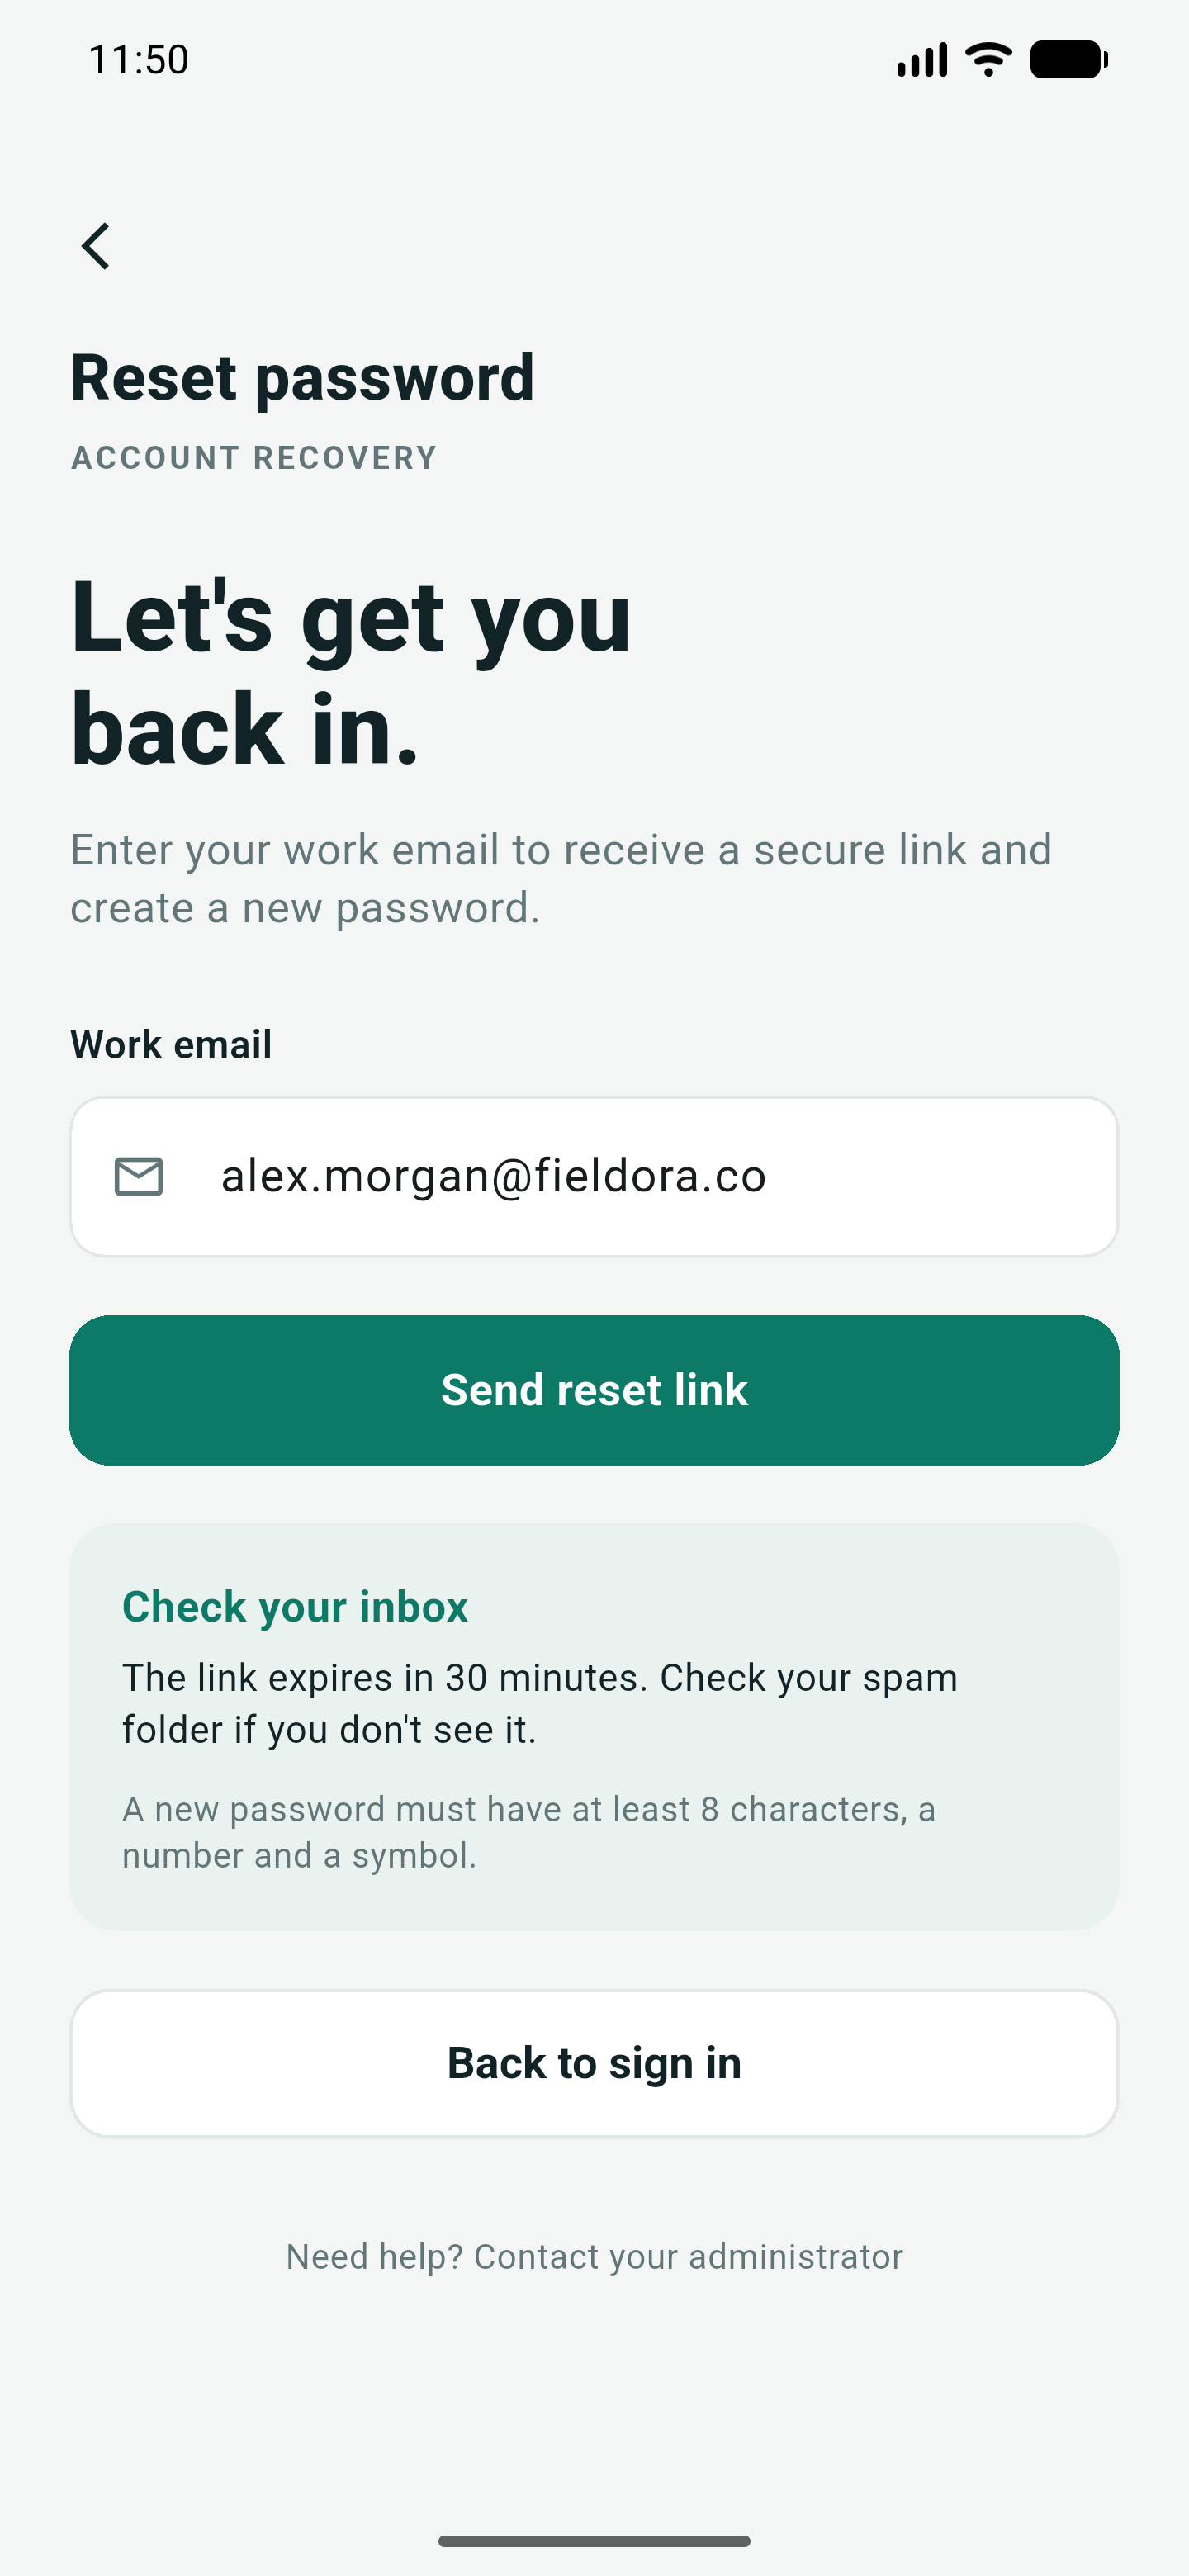 11:50
Reset password
ACCOUNT RECOVERY
Let's get you
back in.
Enter your work email to receive a secure link and
create a new password.
Work email
alex.morgan@fieldora.co
Send reset link
Check your inbox
The link expires in 30 minutes. Check your spam
folder if you don't see it.
A new password must have at least 8 characters, a
number and a symbol.
Back to sign in
Need help? Contact your administrator